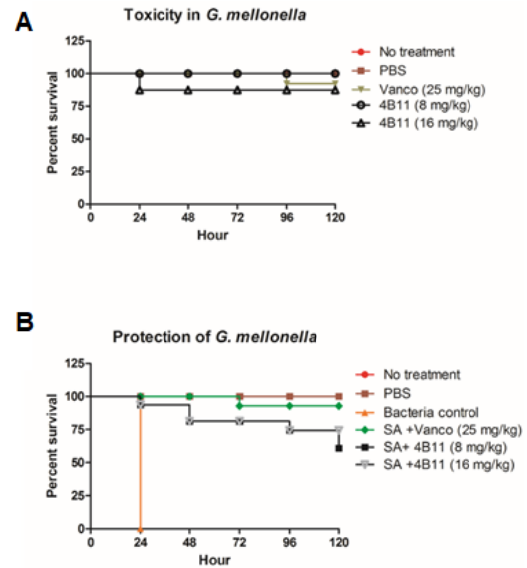 A
Toxicity in G. mellonella
Percent survival
125
100
75
50
25
0
0 24 48 72 96 120
Hour
No treatment
PBS
Vanco (25 mg/kg)
4B11 (8 mg/kg)
4B11 (16 mg/kg)
B
Protection of G. mellonella
Percent survival
125
100
75
50
25
0
0 24 48 72 96 120
Hour
No treatment
PBS
Bacteria control
SA +Vanco (25 mg/kg)
SA+ 4B11 (8 mg/kg)
SA +4B11 (16 mg/kg)